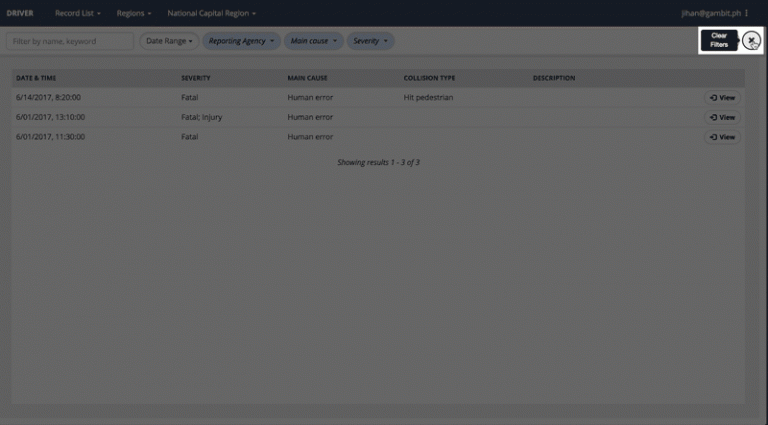 DRIVER Record List Regions National Capital Region jihan@gambit.ph
Filter by name, keyword Date Range Reporting Agency Main cause Severity Clear
Filters
DATE & TIME SEVERITY MAIN CAUSE COLLISION TYPE DESCRIPTION
6/14/2017, 8:20:00 Fatal Human error Hit pedestrian View
6/01/2017, 13:10:00 Fatal; Injury Human error View
6/01/2017, 11:30:00 Fatal Human error View
Showing results 1 - 3 of 3